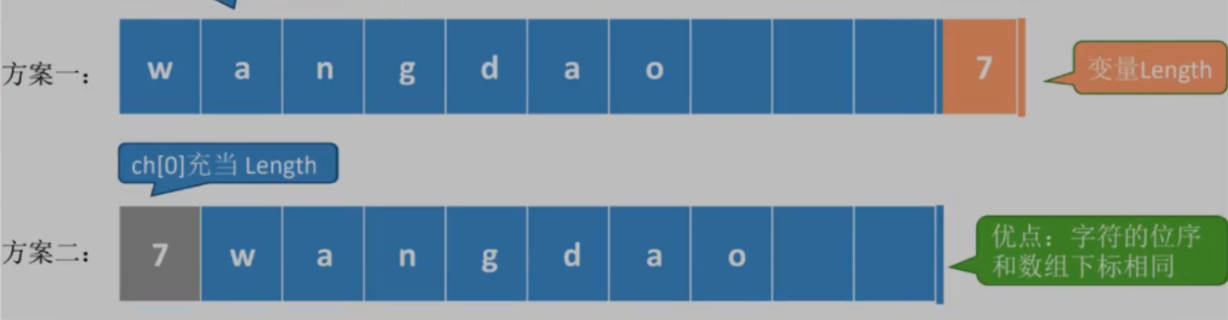 方案一：
w a n g d a o 7
变量Length
ch[0]充当 Length
方案二：
7 w a n g d a o
优点：字符的位序
和数组下标相同